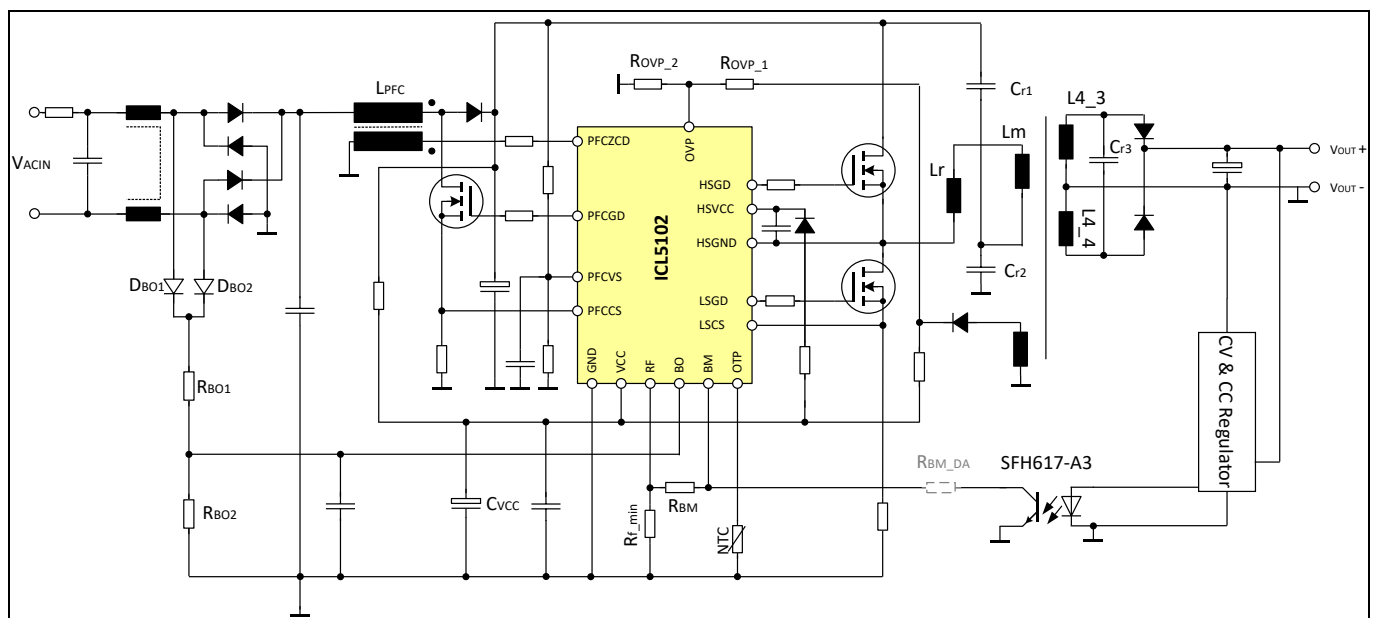 ROVP_2
ROVP_1
LPFC
Cr1
L4_3
PFCZCD
OVP
Lm
Cr3
VOUT+
VACIN
HSGD
Lr
VOUT-
HSVCC
PFCGD
L4_4
HSGND
ICL5102
PFCVS
Cr2
DBO1
DBO2
LSGD
PFCCS
LSCS
GND
VCC
RF
BO
BM
OTP
RBO1
CV & CC Regulator
RBM_DA
SFH617-A3
RBO2
CVCC
RBM
Rf_min
NTC